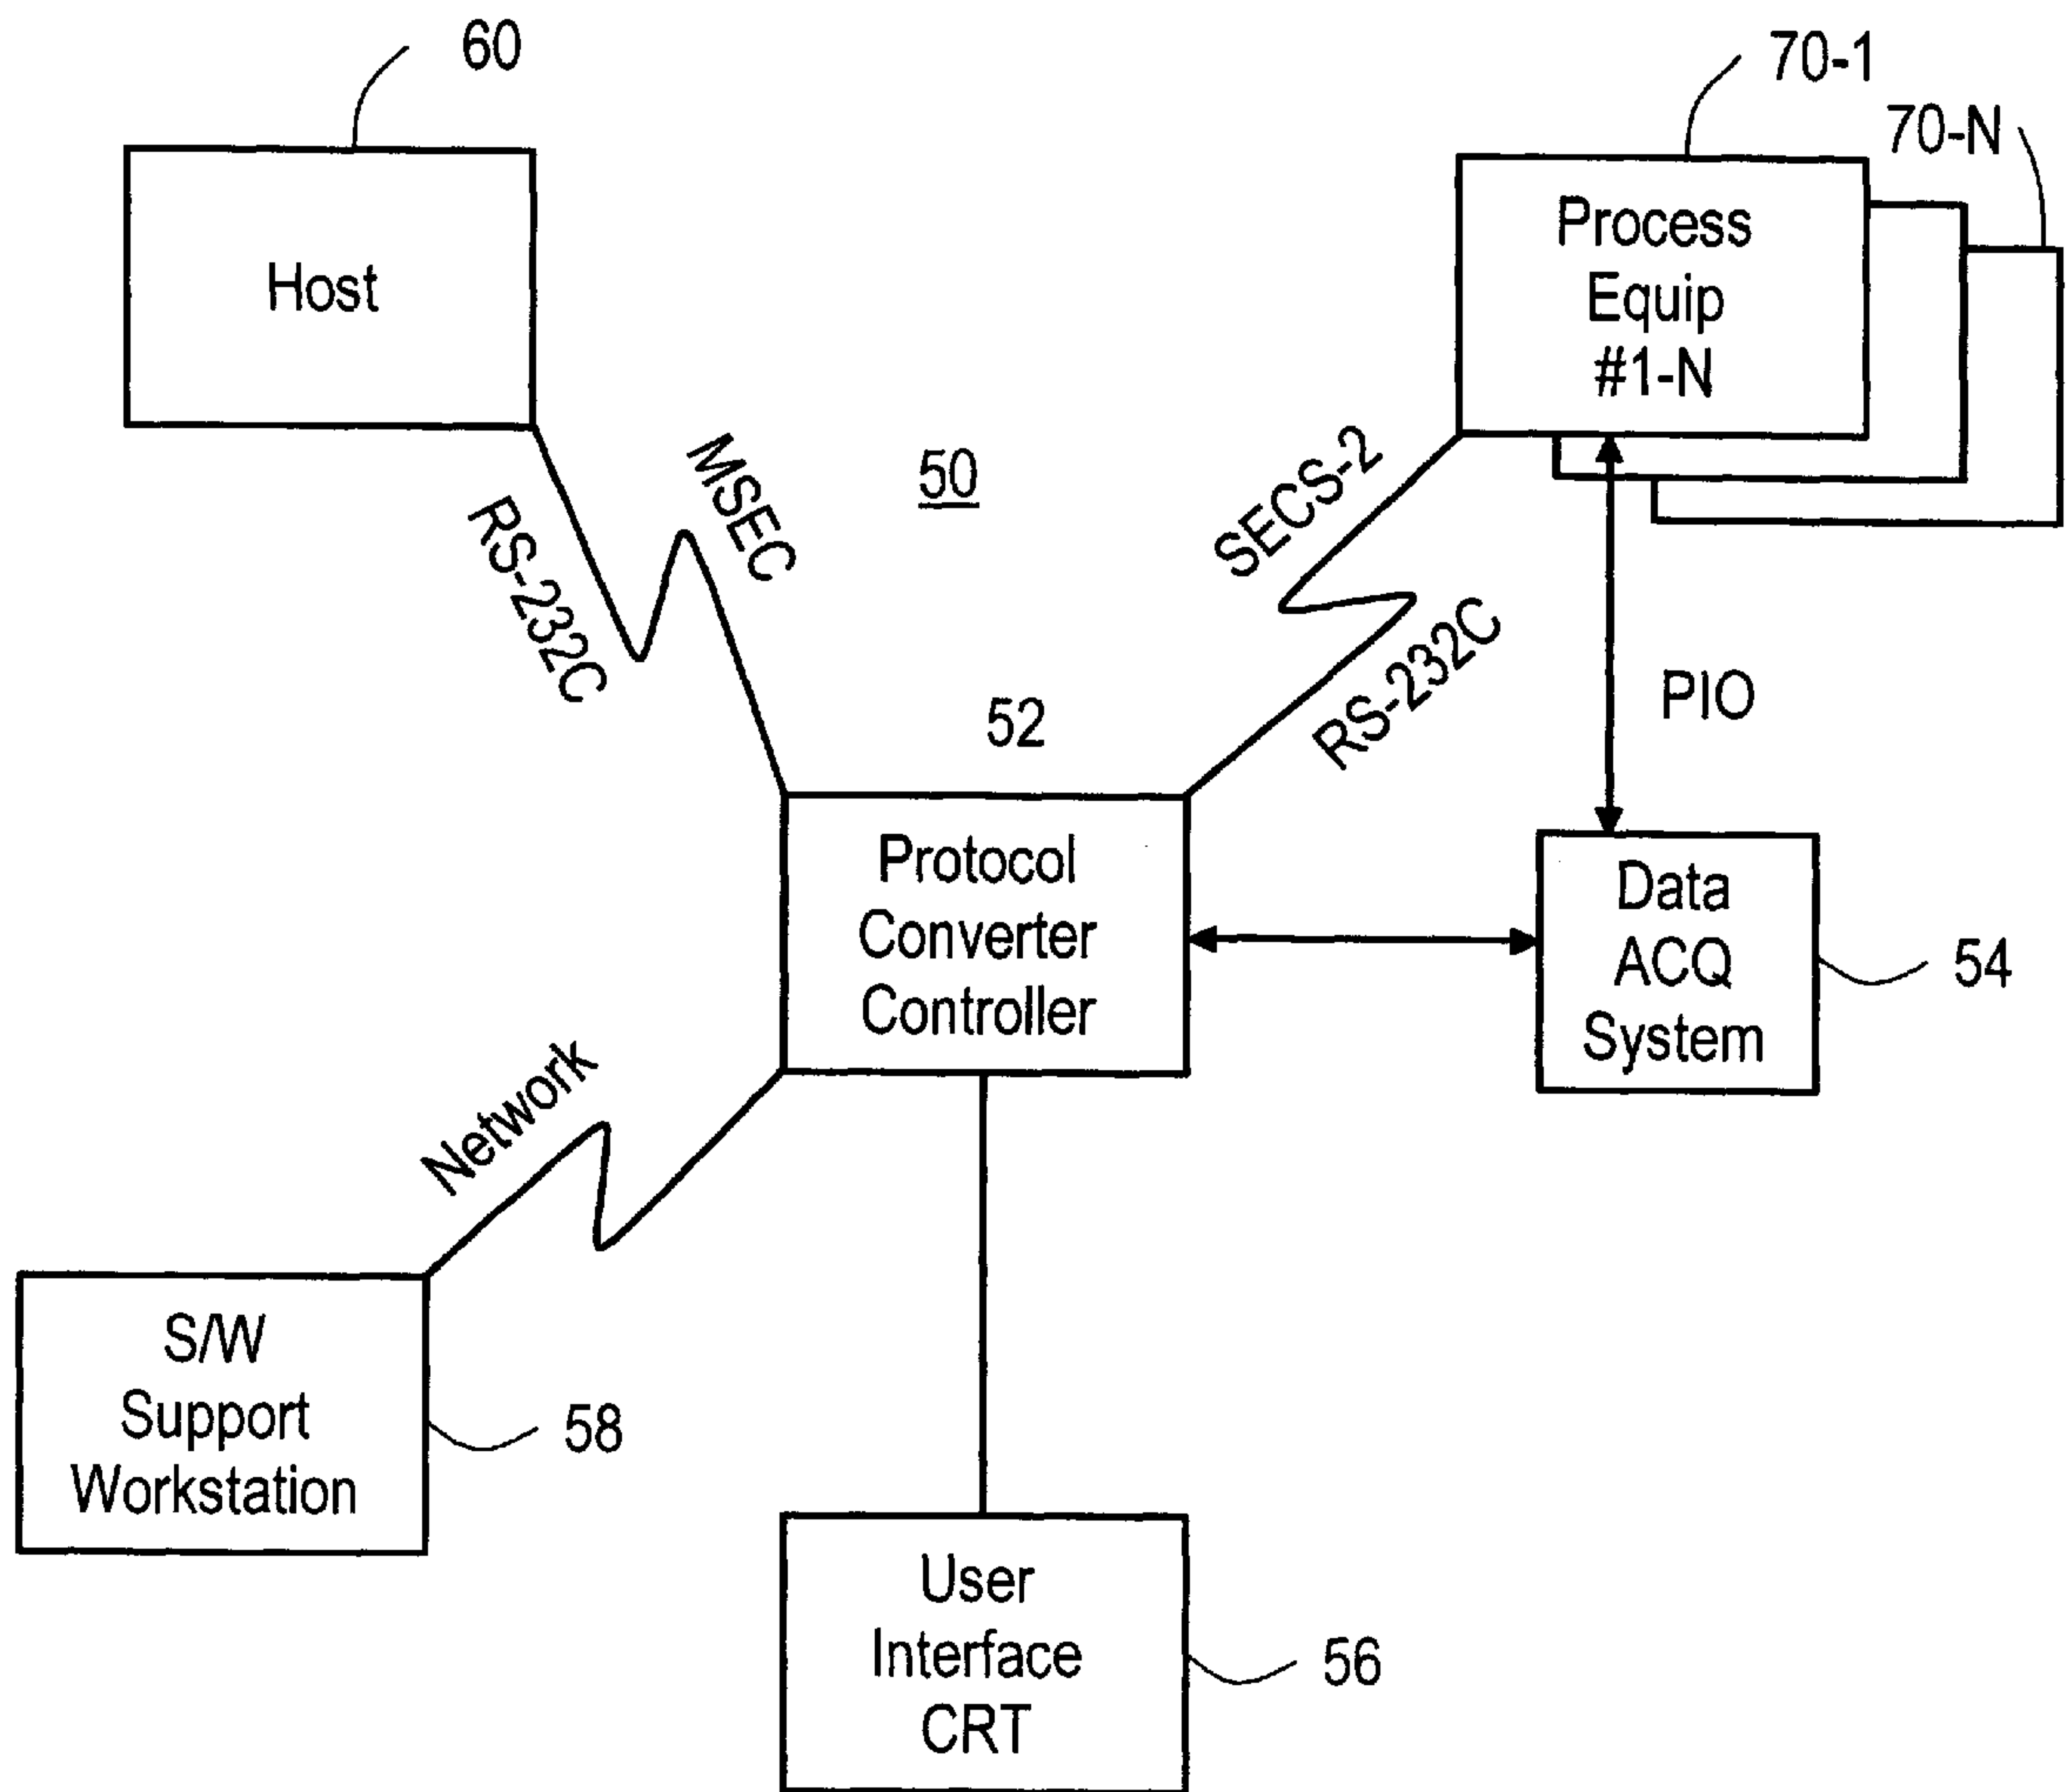 60
70-1
70-N
Host
Process
Equip
#1-N
50
MSEC
RS-232C
SECS-2
RS-232C
PIO
52
Protocol
Converter
Controller
Data
ACQ
System
54
Network
S/W
Support
Workstation
58
User
Interface
CRT
56